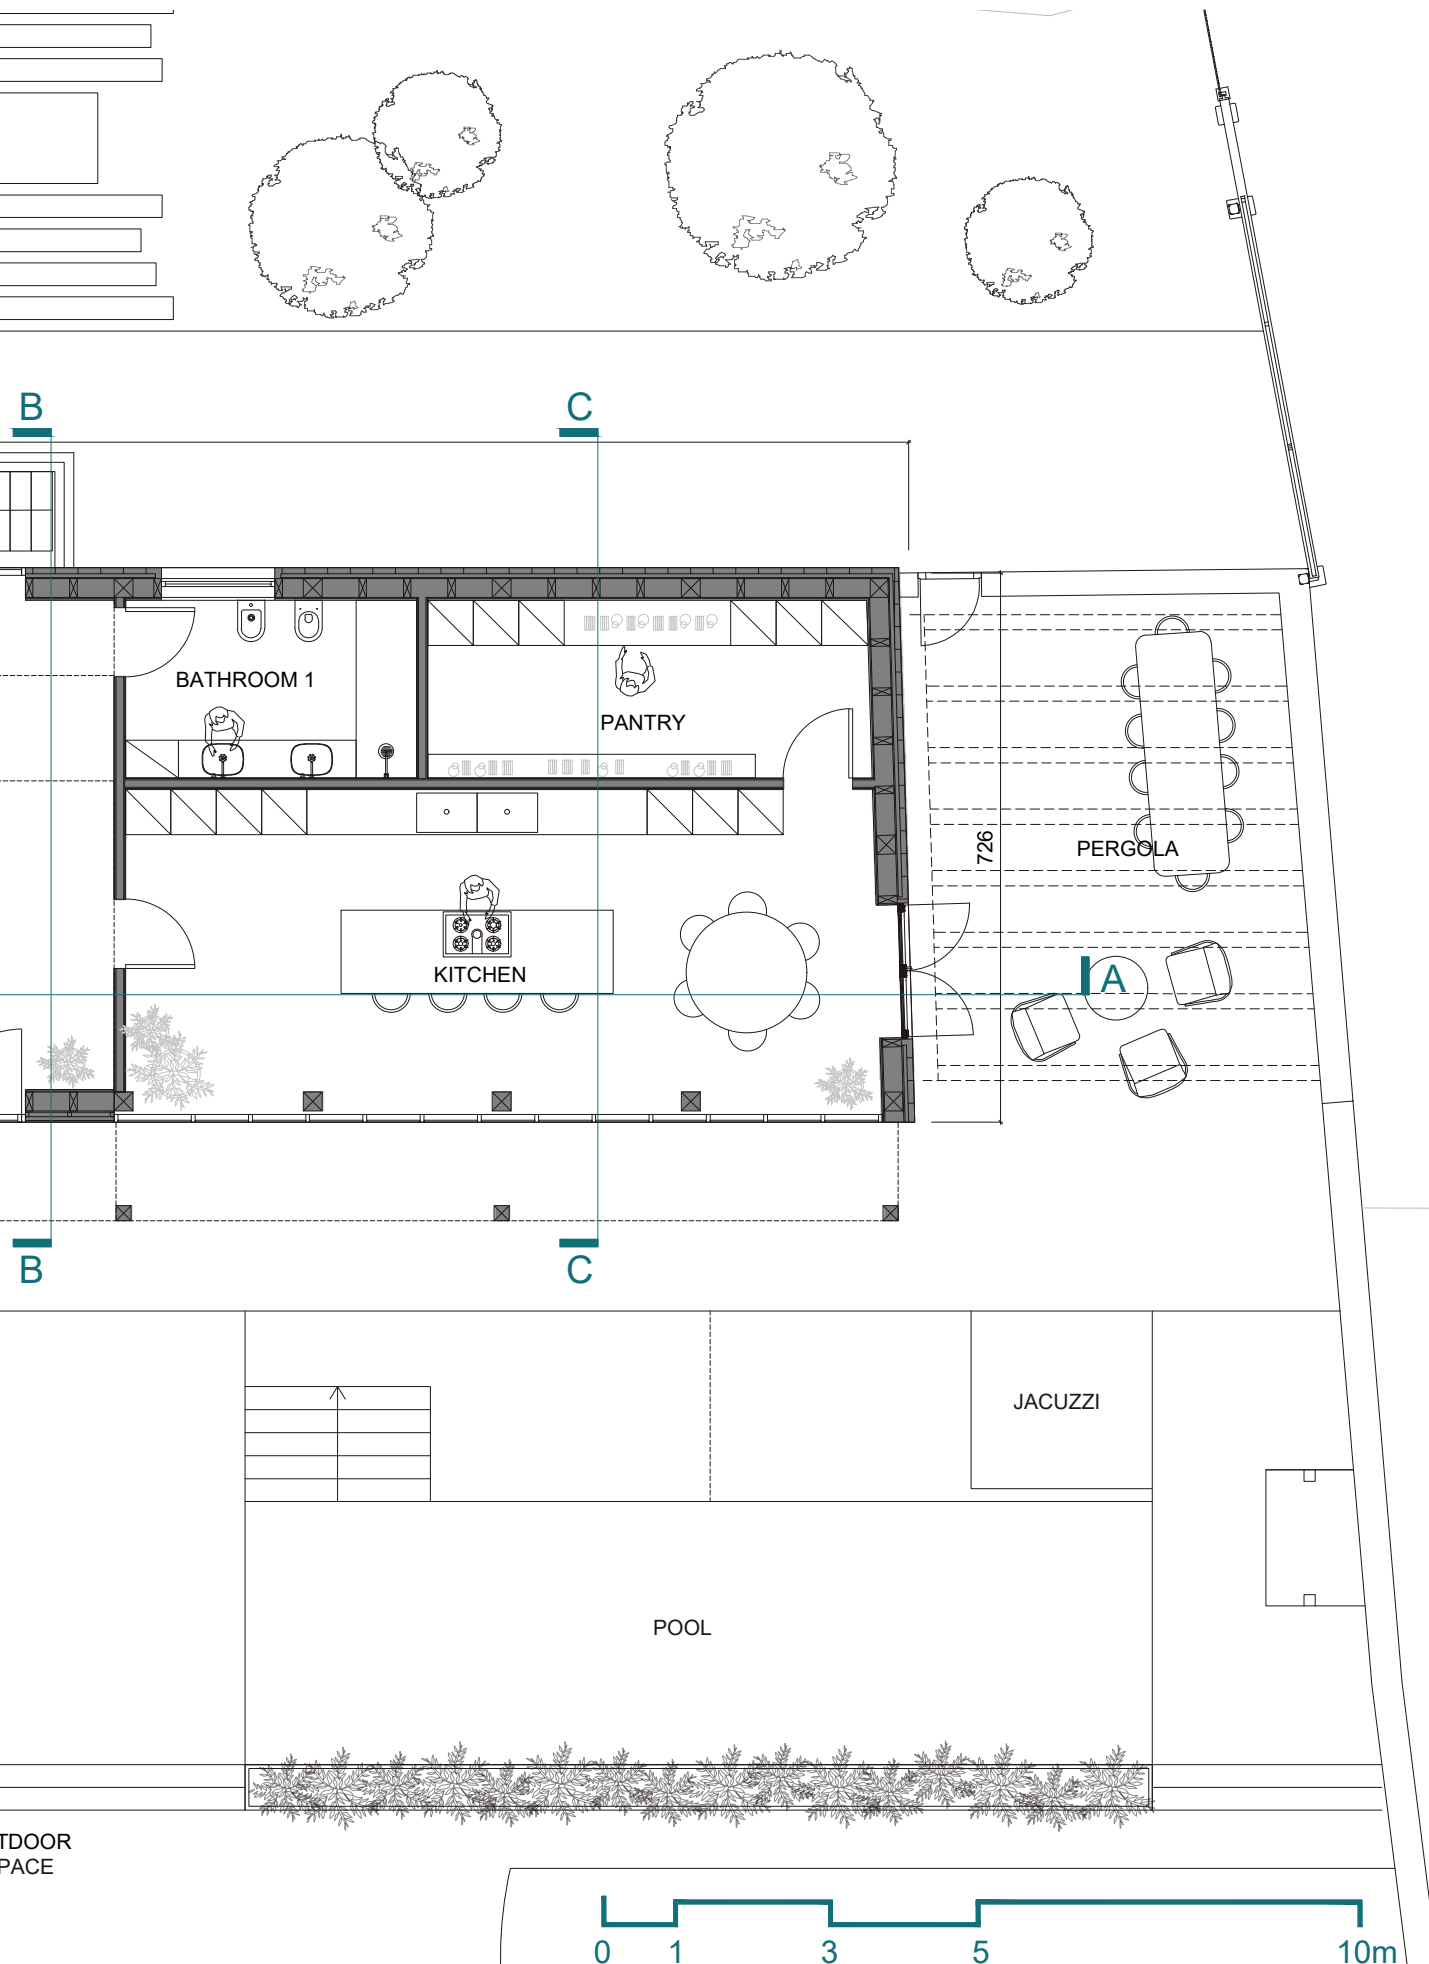 B
C
BATHROOM 1
PANTRY
726
PERGOLA
KITCHEN
A
B
C
JACUZZI
POOL
TDOOR
PACE
0 1 3 5 10m